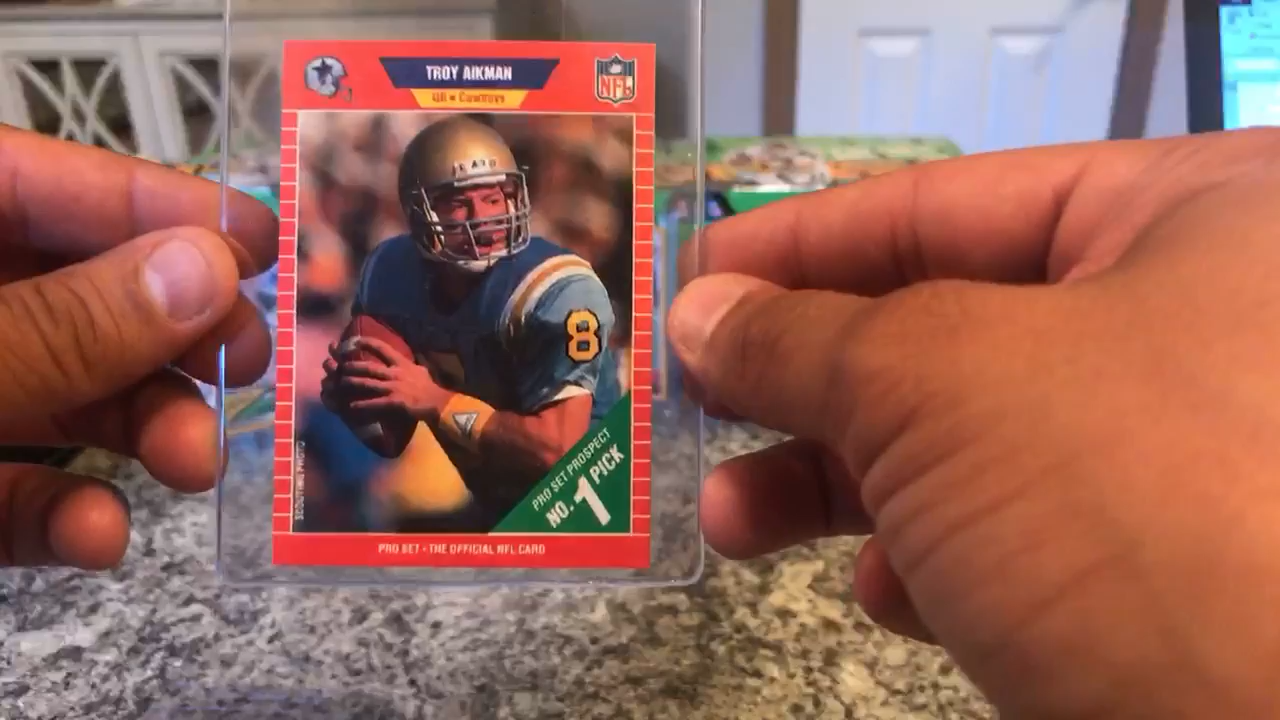 TROY AIKMAN
QB • COWBOYS
NFL
8
PRO SET PROSPECT
NO. 1 PICK
SCOUTING PHOTO
PRO SET • THE OFFICIAL NFL CARD